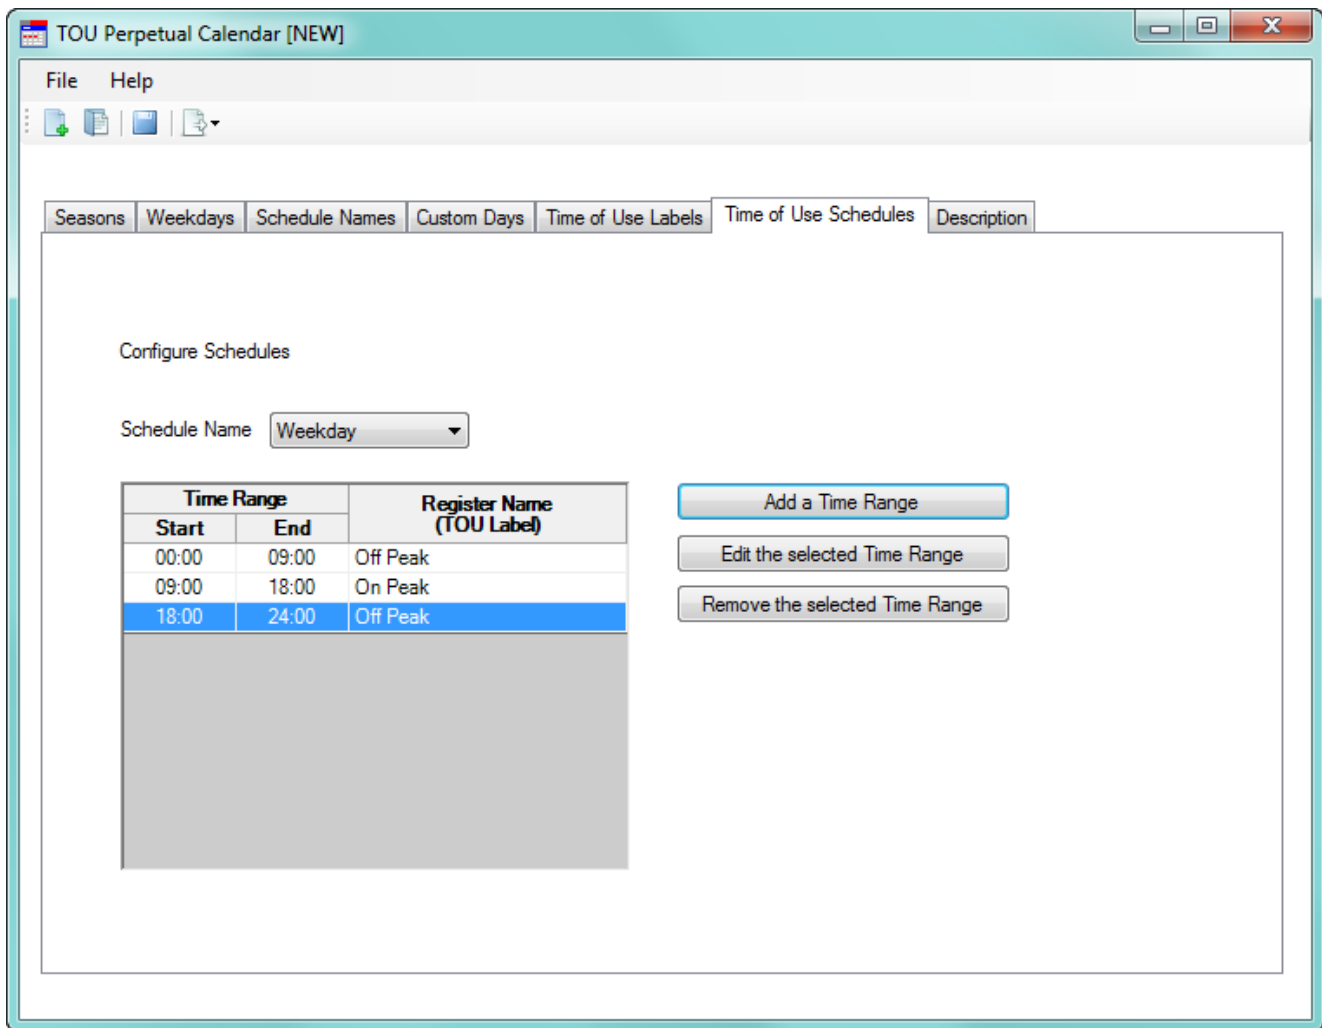 TOU Perpetual Calendar [NEW]
File Help
Seasons Weekdays Schedule Names Custom Days Time of Use Labels Time of Use Schedules Description
Configure Schedules
Schedule Name Weekday
Time Range Register Name
Start End (TOU Label)
00:00 09:00 Off Peak
09:00 18:00 On Peak
18:00 24:00 Off Peak
Add a Time Range
Edit the selected Time Range
Remove the selected Time Range